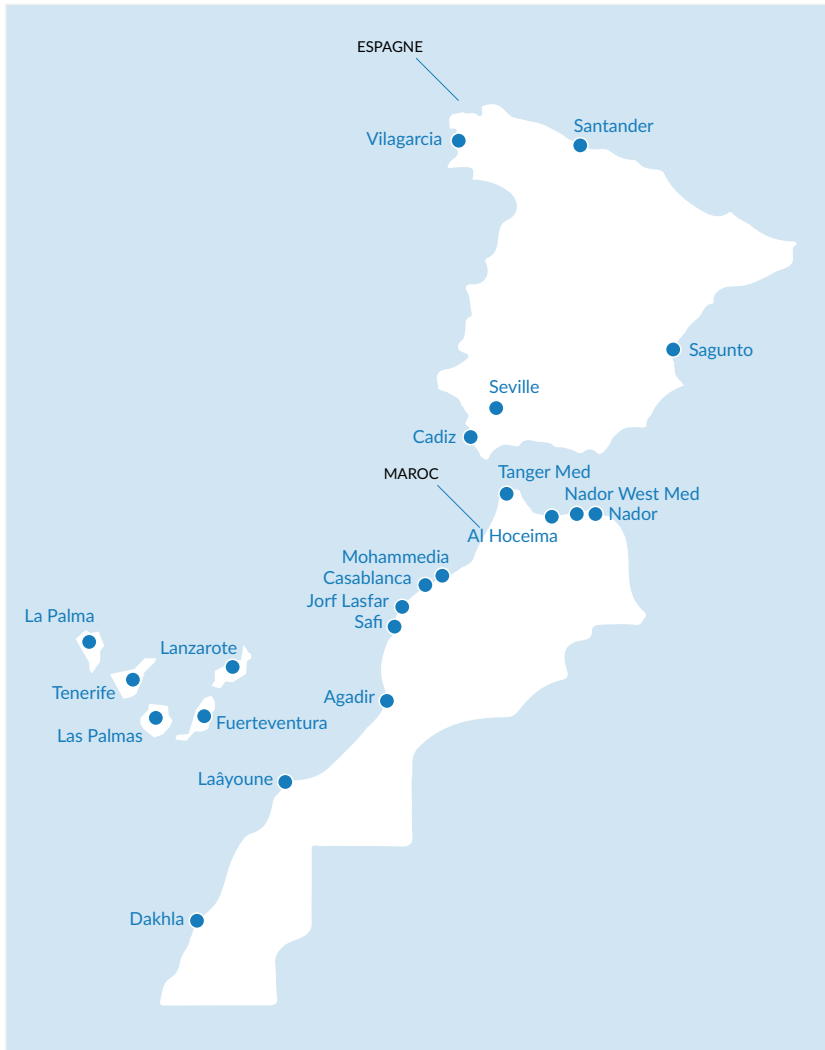 ESPAGNE
Santander
Vilagarcia
Sagunto
Seville
Cadiz
MAROC
Tanger Med
Nador West Med
Nador
Al Hoceima
Mohammedia
Casablanca
Jorf Lasfar
Safi
La Palma
Lanzarote
Tenerife
Agadir
Fuerteventura
Las Palmas
Laâyoune
Dakhla